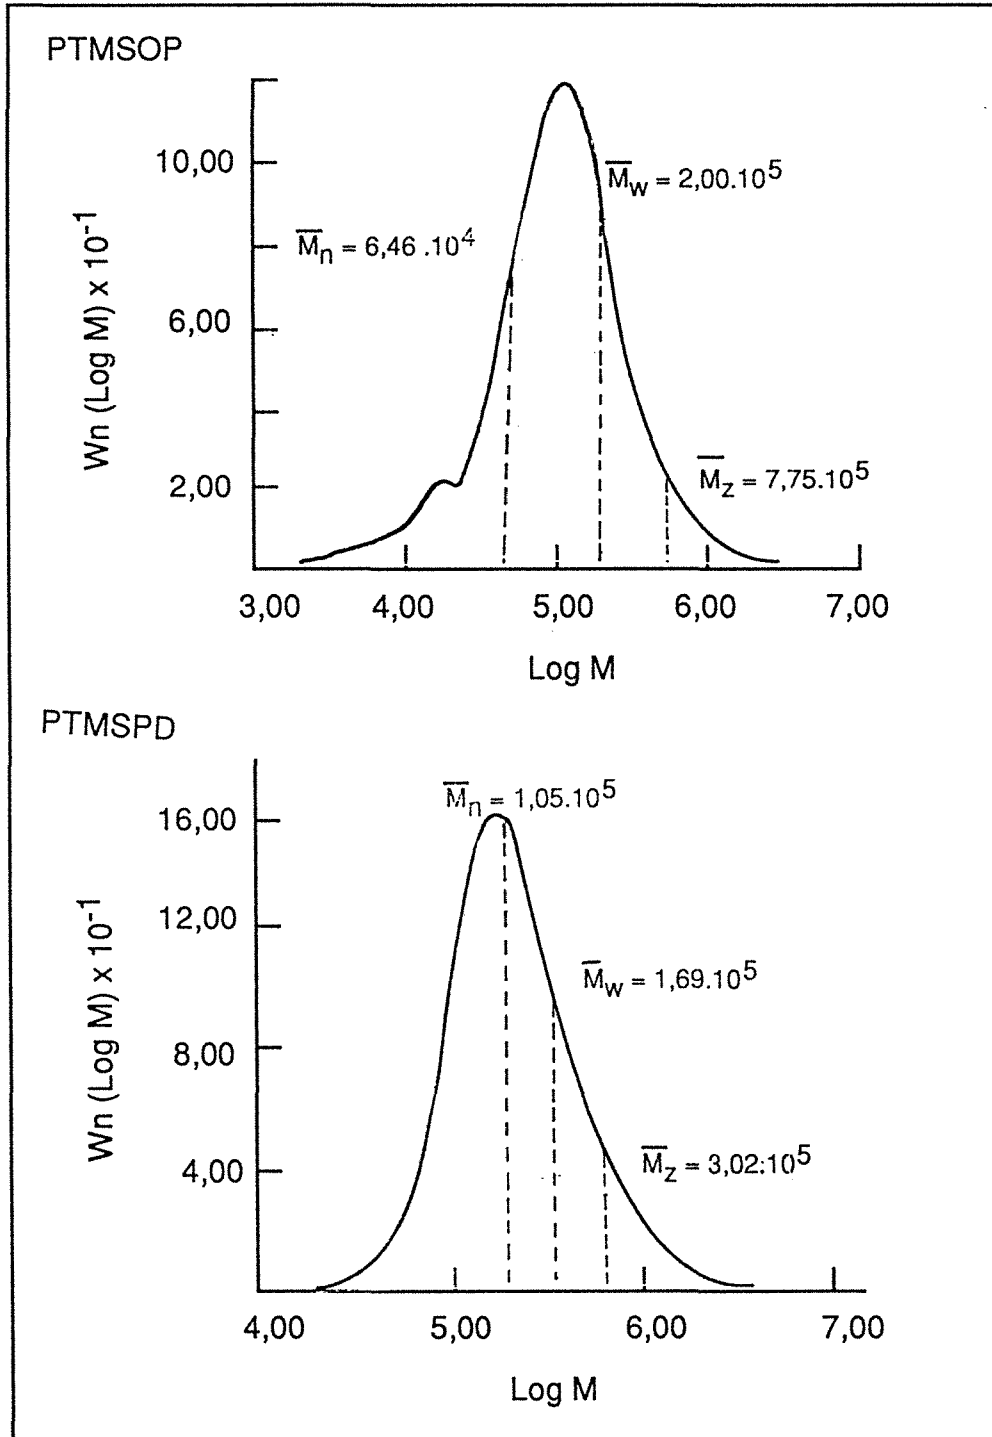 PTMSOP
10,00
6,00
2,00
Wn (Log M) x 10⁻¹
M̅n = 6,46 .10⁴
M̅w = 2,00.10⁵
M̅z = 7,75.10⁵
3,00 4,00 5,00 6,00 7,00
Log M
PTMSPD
16,00
12,00
8,00
4,00
Wn (Log M) x 10⁻¹
M̅n = 1,05.10⁵
M̅w = 1,69.10⁵
M̅z = 3,02:10⁵
4,00 5,00 6,00 7,00
Log M